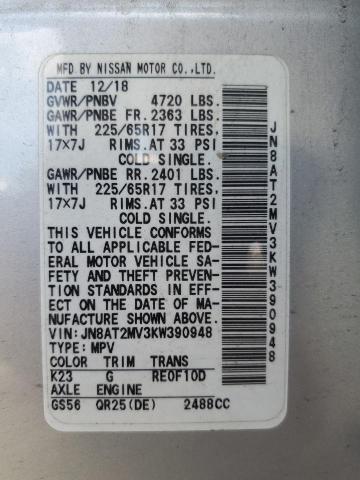 MFD BY NISSAN MOTOR CO.,LTD.
DATE 12/18
GVWR/PNBV 4720 LBS.
GAWR/PNBE FR. 2363 LBS.
WITH 225/65R17 TIRES,
17x7J RIMS.AT 33 PSI
COLD SINGLE.
GAWR/PNBE RR. 2401 LBS.
WITH 225/65R17 TIRES,
17x7J RIMS.AT 33 PSI
COLD SINGLE.
THIS VEHICLE CONFORMS
TO ALL APPLICABLE FED-
ERAL MOTOR VEHICLE SA-
FETY AND THEFT PREVEN-
TION STANDARDS IN EFF-
ECT ON THE DATE OF MA-
NUFACTURE SHOWN ABOVE.
VIN:JN8AT2MV3KW390948
TYPE: MPV
COLOR TRIM TRANS
K23 G RE0F10D
AXLE ENGINE
GS56 QR25(DE) 2488CC
JN8AT2MV3KW390948